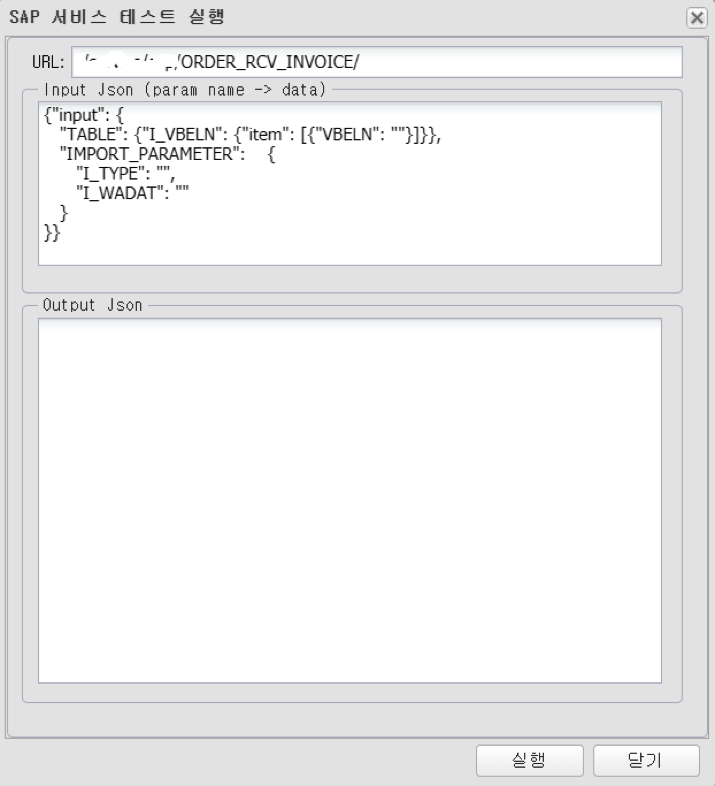 SAP 서비스 테스트 실행
URL:
/ORDER_RCV_INVOICE/
Input Json (param name -> data)
{"input": {
"TABLE": {"I_VBELN": {"item": [{"VBELN": ""}]}},
"IMPORT_PARAMETER": {
"I_TYPE": "",
"I_WADAT": ""
}
}}
Output Json
실행
닫기